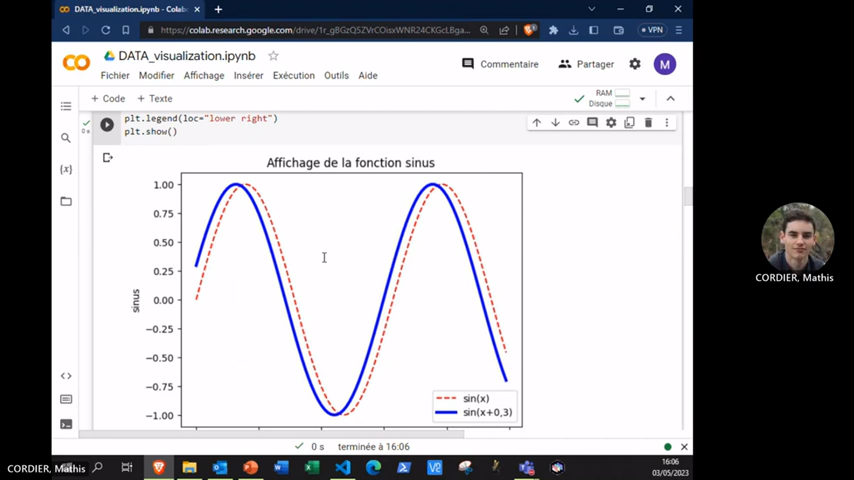 DATA_visualization.ipynb - Colab
https://colab.research.google.com/drive/1r_gBGzQ5ZVrCOisxWNR24CKGcLBga...
VPN
DATA_visualization.ipynb
Fichier Modifier Affichage Insérer Exécution Outils Aide
Commentaire
Partager
M
+ Code + Texte
RAM
Disque
0 s
plt.legend(loc="lower right")
plt.show()
Affichage de la fonction sinus
1.00
0.75
0.50
0.25
0.00
−0.25
−0.50
−0.75
−1.00
sinus
sin(x)
sin(x+0,3)
0 s terminée à 16:06
CORDIER, Mathis
CORDIER, Mathis
16:06
03/05/2023